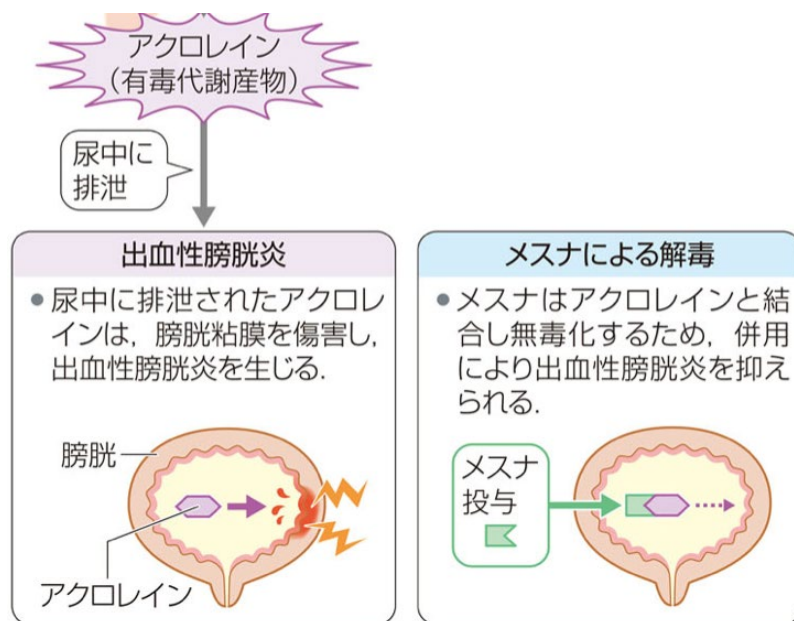 アクロレイン
(有毒代謝産物)
尿中に
排泄
出血性膀胱炎
●尿中に排泄されたアクロレ
インは，膀胱粘膜を傷害し，
出血性膀胱炎を生じる．
膀胱
アクロレイン
メスナによる解毒
●メスナはアクロレインと結
合し無毒化するため，併用
により出血性膀胱炎を抑え
られる．
メスナ
投与